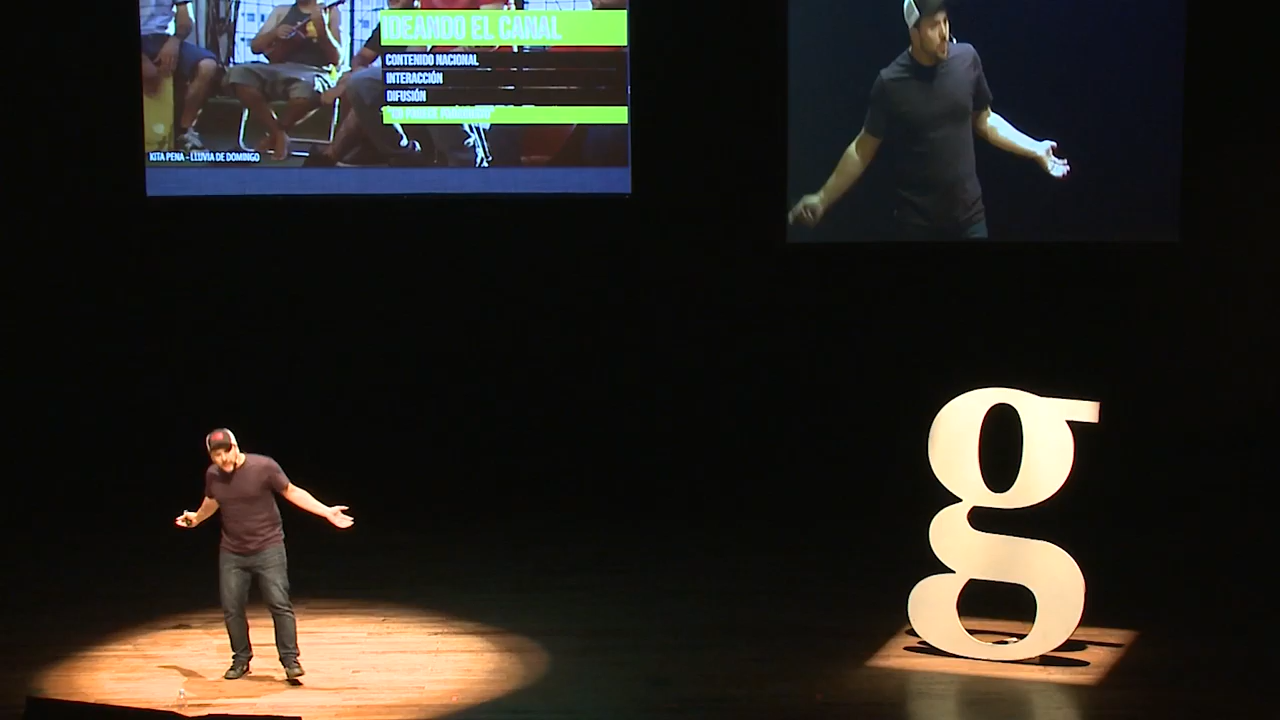 IDEANDO EL CANAL
CONTENIDO NACIONAL
INTERACCIÓN
DIFUSIÓN
KITA PENA - LLUVIA DE DOMINGO
g